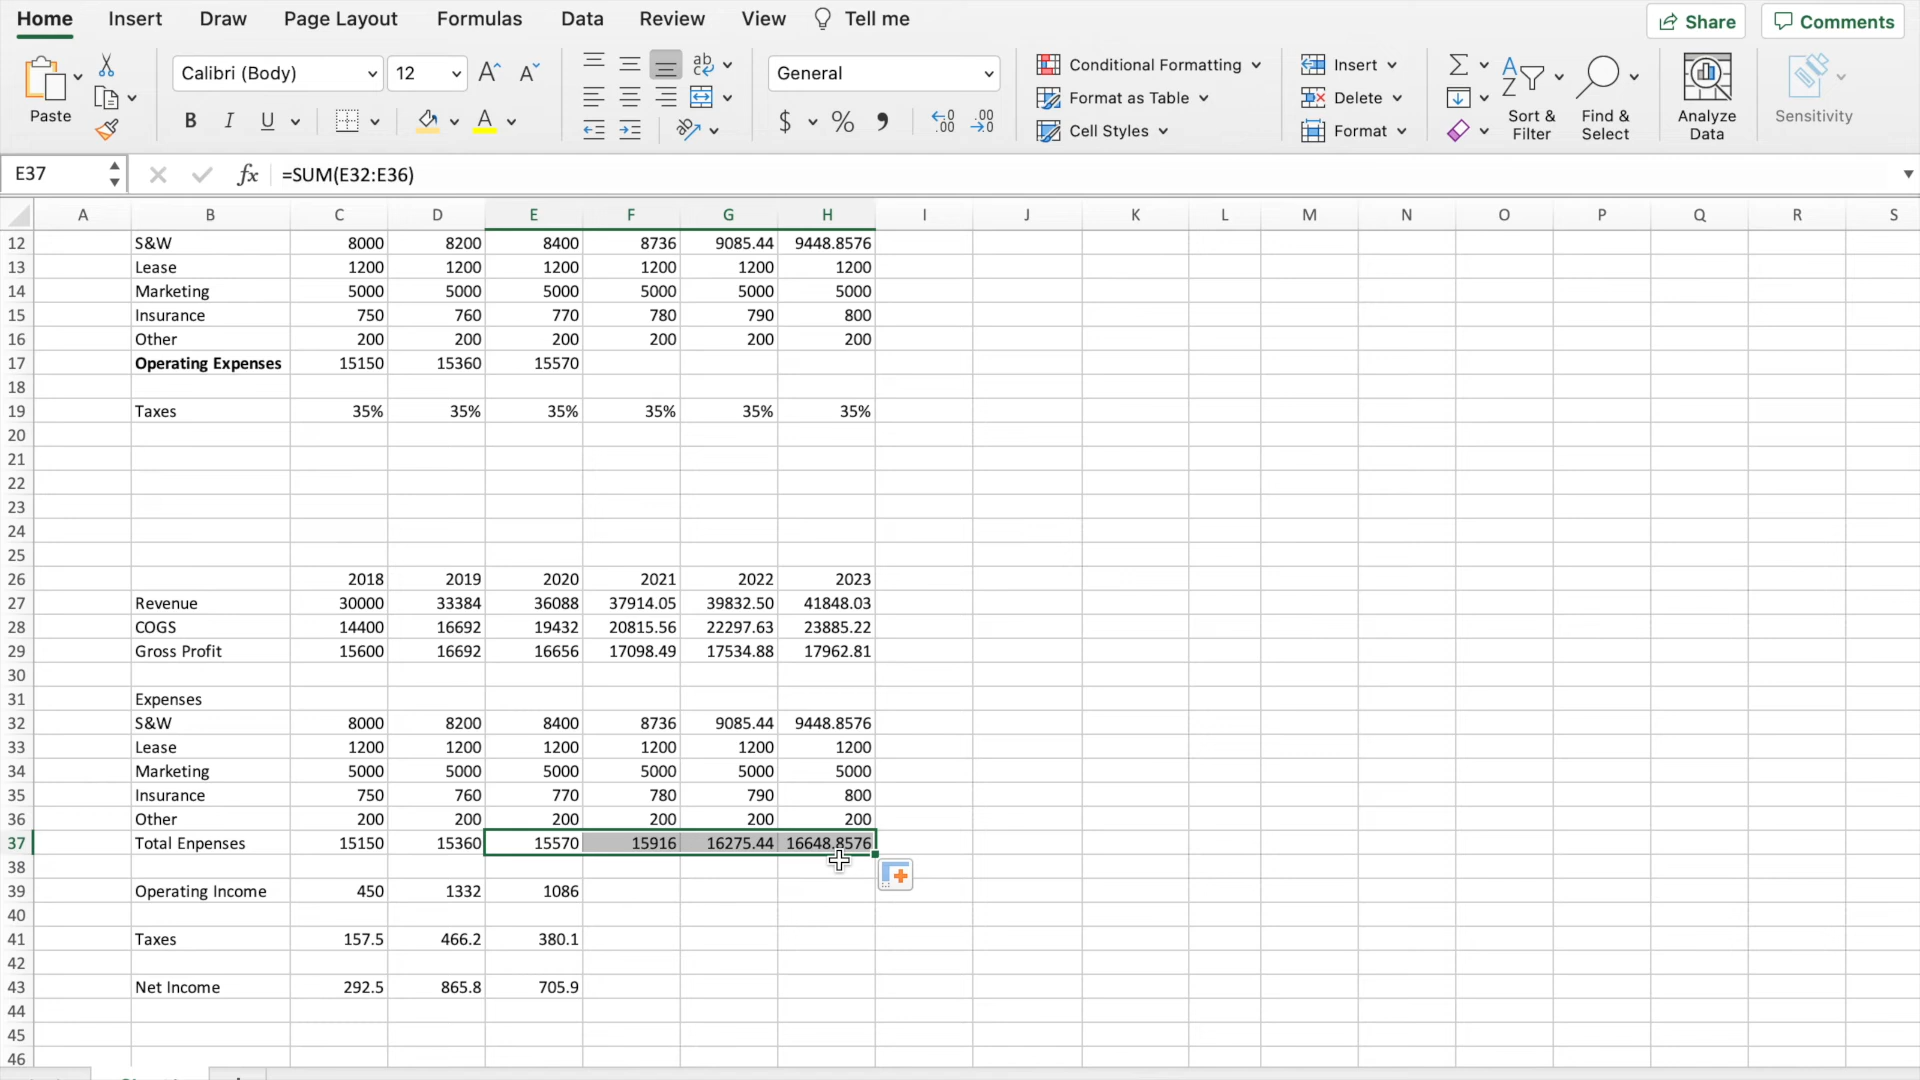 Home Insert Draw Page Layout Formulas Data Review View Tell me Share Comments
Paste Calibri (Body) 12 A A ab General Conditional Formatting Insert Σ A Z
B I U A $ % 9 .00 .00 Format as Table Delete Sort & Filter Find & Select Analyze Data Sensitivity
Cell Styles Format
E37 fx =SUM(E32:E36)
A B C D E F G H I J K L M N O P Q R S
12 S&W 8000 8200 8400 8736 9085.44 9448.8576
13 Lease 1200 1200 1200 1200 1200 1200
14 Marketing 5000 5000 5000 5000 5000 5000
15 Insurance 750 760 770 780 790 800
16 Other 200 200 200 200 200 200
17 Operating Expenses 15150 15360 15570
18
19 Taxes 35% 35% 35% 35% 35% 35%
20
21
22
23
24
25
26 2018 2019 2020 2021 2022 2023
27 Revenue 30000 33384 36088 37914.05 39832.50 41848.03
28 COGS 14400 16692 19432 20815.56 22297.63 23885.22
29 Gross Profit 15600 16692 16656 17098.49 17534.88 17962.81
30
31 Expenses
32 S&W 8000 8200 8400 8736 9085.44 9448.8576
33 Lease 1200 1200 1200 1200 1200 1200
34 Marketing 5000 5000 5000 5000 5000 5000
35 Insurance 750 760 770 780 790 800
36 Other 200 200 200 200 200 200
37 Total Enpenses 15150 15360 15570 15916 16275.44 16648.8576
38
39 Operating Income 450 1332 1086
40
41 Taxes 157.5 466.2 380.1
42
43 Net Income 292.5 865.8 705.9
44
45
46